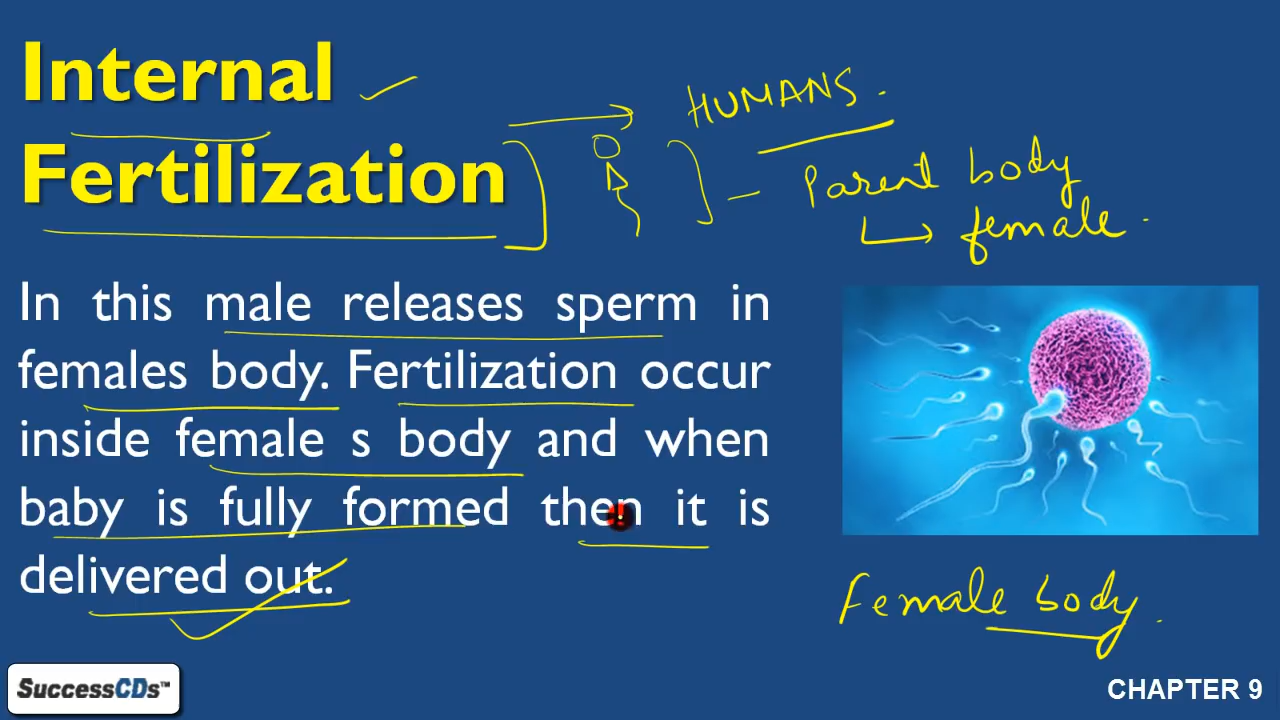 Internal
Fertilization
HUMANS.
Parent body
female.
In this male releases sperm in
females body. Fertilization occur
inside female s body and when
baby is fully formed then it is
delivered out.
Female body.
SuccessCDs™
CHAPTER 9